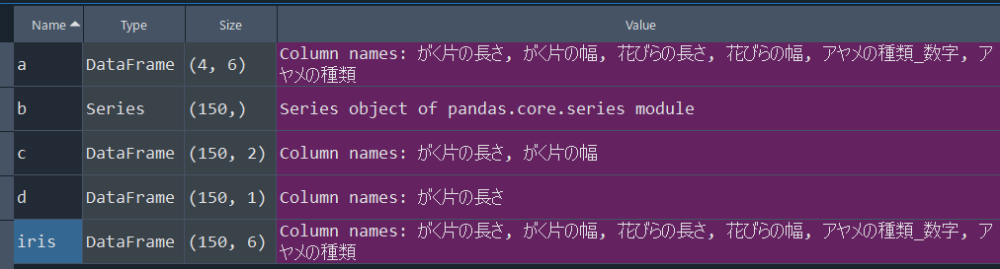 Name Type Size Value
a DataFrame (4, 6) Column names: がく片の長さ, がく片の幅, 花びらの長さ, 花びらの幅, アヤメの種類_数字, ア
ヤメの種類
b Series (150,) Series object of pandas.core.series module
c DataFrame (150, 2) Column names: がく片の長さ, がく片の幅
d DataFrame (150, 1) Column names: がく片の長さ
iris DataFrame (150, 6) Column names: がく片の長さ, がく片の幅, 花びらの長さ, 花びらの幅, アヤメの種類_数字, ア
ヤメの種類